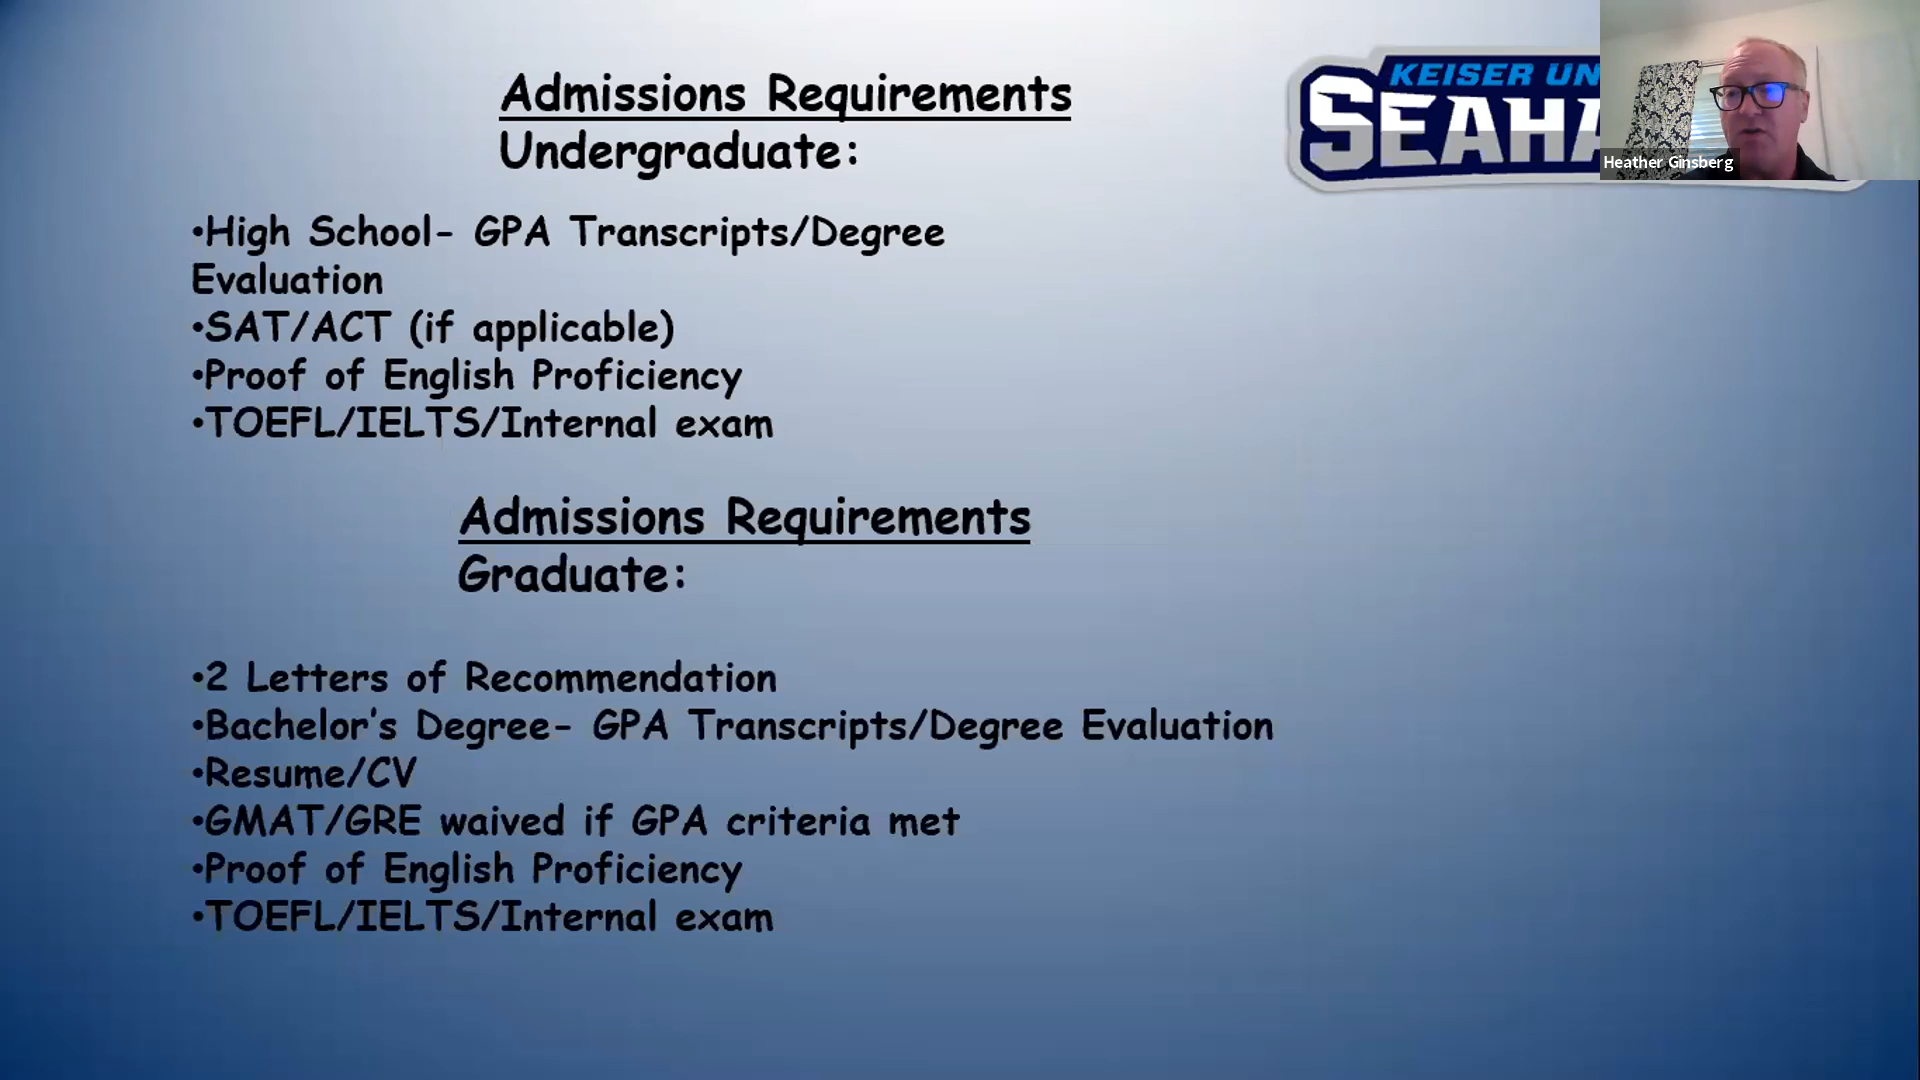 Admissions Requirements
Undergraduate:
KEISER UN
SEAHA
Heather Ginsberg
•High School- GPA Transcripts/Degree
Evaluation
•SAT/ACT (if applicable)
•Proof of English Proficiency
•TOEFL/IELTS/Internal exam
Admissions Requirements
Graduate:
•2 Letters of Recommendation
•Bachelor's Degree- GPA Transcripts/Degree Evaluation
•Resume/CV
•GMAT/GRE waived if GPA criteria met
•Proof of English Proficiency
•TOEFL/IELTS/Internal exam